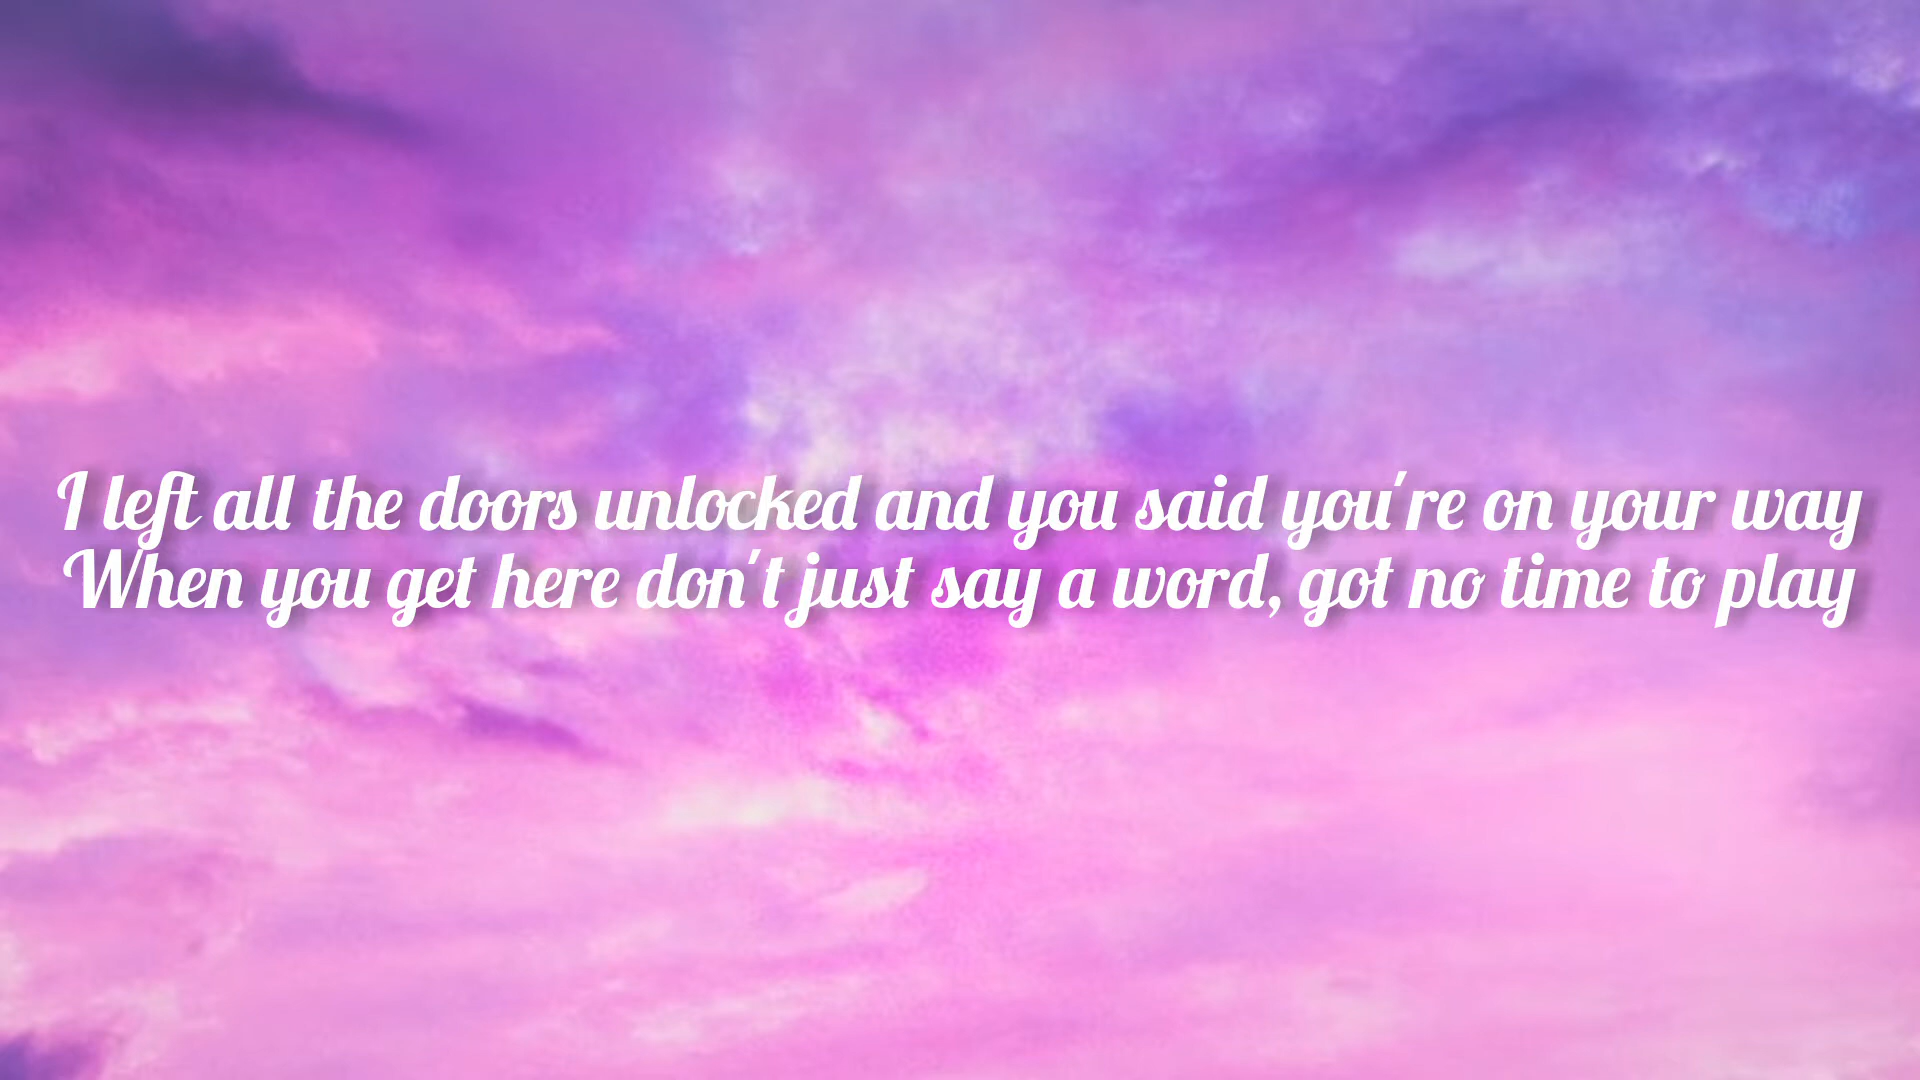 I left all the doors unlocked and you said you're on your way
When you get here don't just say a word, got no time to play